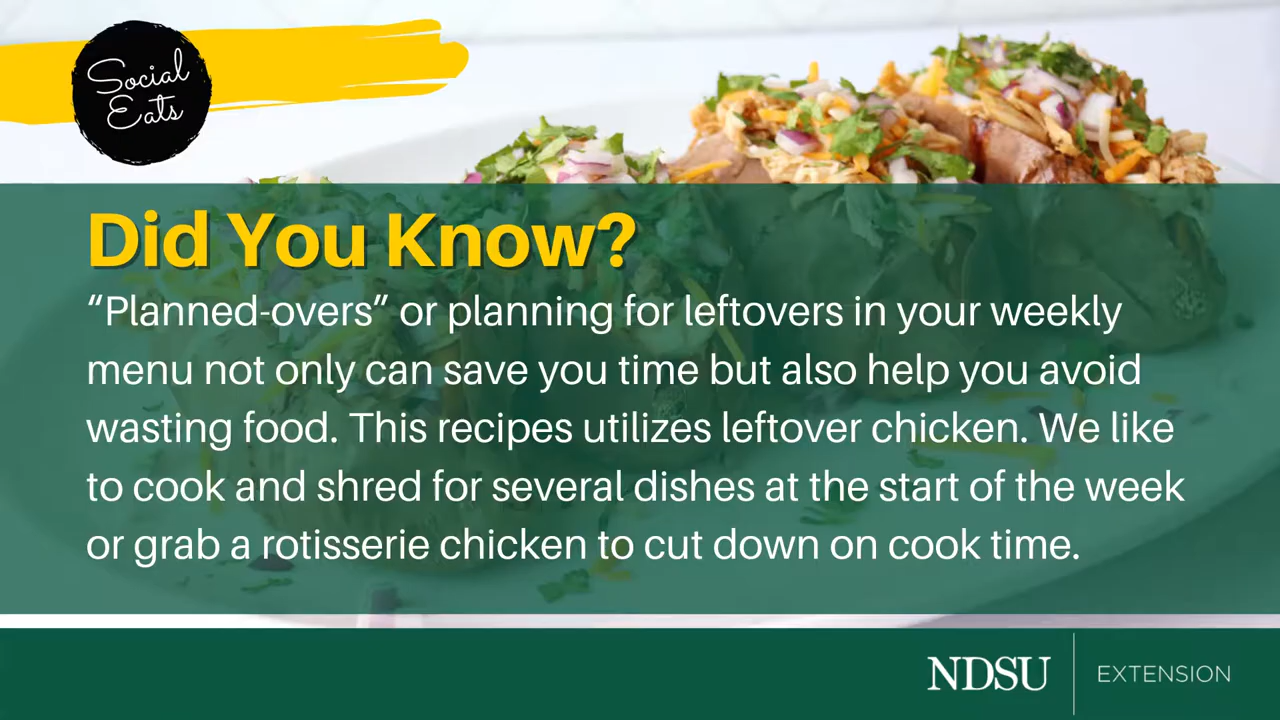 Social
Eats
Did You Know?
“Planned-overs” or planning for leftovers in your weekly
menu not only can save you time but also help you avoid
wasting food. This recipes utilizes leftover chicken. We like
to cook and shred for several dishes at the start of the week
or grab a rotisserie chicken to cut down on cook time.
NDSU
EXTENSION